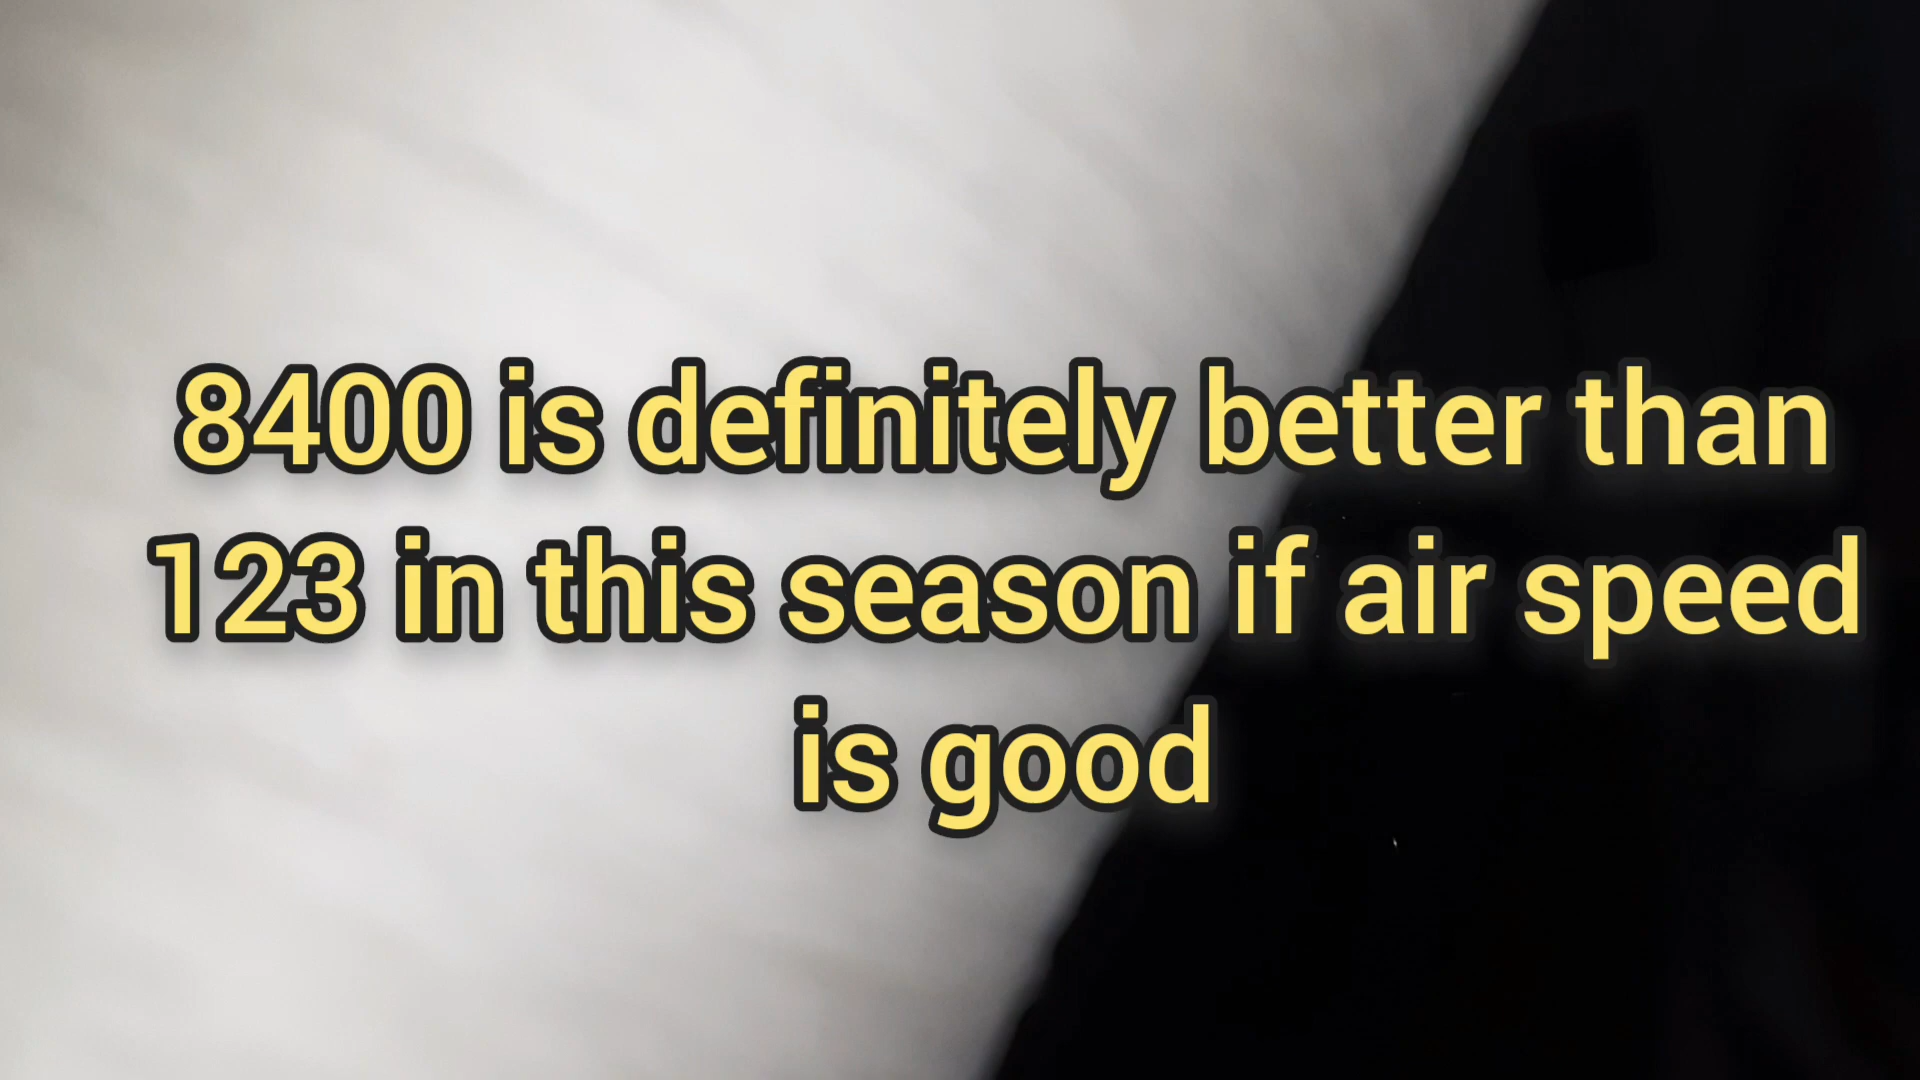 8400 is definitely better than
123 in this season if air speed
is good